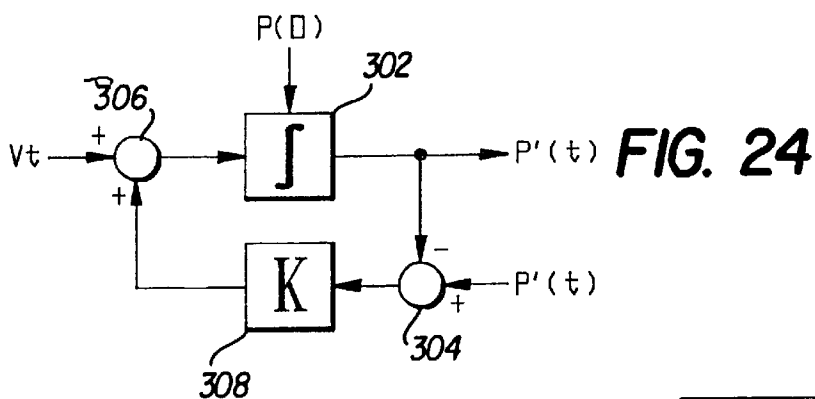 P(0)
302
306
+
Vt
+
∫
P'(t)
FIG. 24
-
K
P'(t)
+
304
308